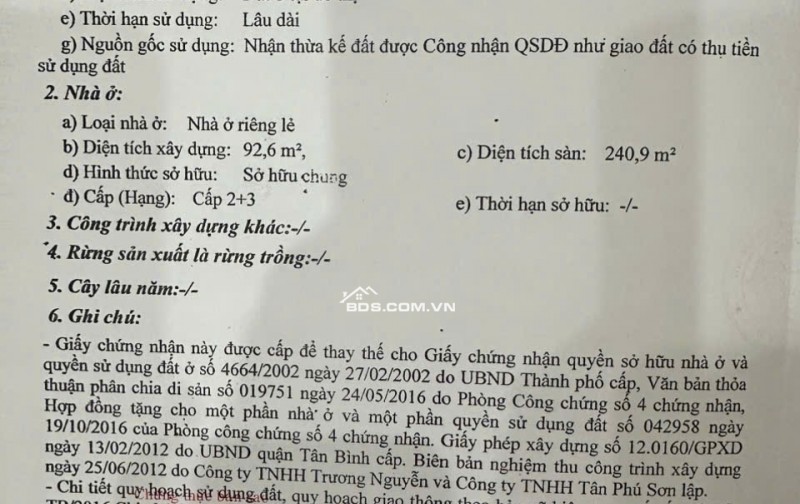 e) Thời hạn sử dụng: Lâu dài
g) Nguồn gốc sử dụng: Nhận thừa kế đất được Công nhận QSDĐ như giao đất có thu tiền
sử dụng đất
2. Nhà ở:
a) Loại nhà ở: Nhà ở riêng lẻ
b) Diện tích xây dựng: 92,6 m², c) Diện tích sàn: 240,9 m²
d) Hình thức sở hữu: Sở hữu chung
đ) Cấp (Hạng): Cấp 2+3 e) Thời hạn sở hữu: -/-
3. Công trình xây dựng khác:-/-
4. Rừng sản xuất là rừng trồng:-/-
5. Cây lâu năm:-/-
BDS.COM.VN
6. Ghi chú:
- Giấy chứng nhận này được cấp để thay thế cho Giấy chứng nhận quyền sở hữu nhà ở và
quyền sử dụng đất ở số 4664/2002 ngày 27/02/2002 do UBND Thành phố cấp, Văn bản thỏa
thuận phân chia di sản số 019751 ngày 24/05/2016 do Phòng Công chứng số 4 chứng nhận,
Hợp đồng tặng cho một phần nhà ở và một phần quyền sử dụng đất số 042958 ngày
19/10/2016 của Phòng công chứng số 4 chứng nhận. Giấy phép xây dựng số 12.0160/GPXD
ngày 13/02/2012 do UBND quận Tân Bình cấp. Biên bản nghiệm thu công trình xây dựng
ngày 25/06/2012 do Công ty TNHH Trương Nguyễn và Công ty TNHH Tân Phú Sơn lập.
- Chi tiết quy hoạch sử dụng đất, quy hoạch giao thông